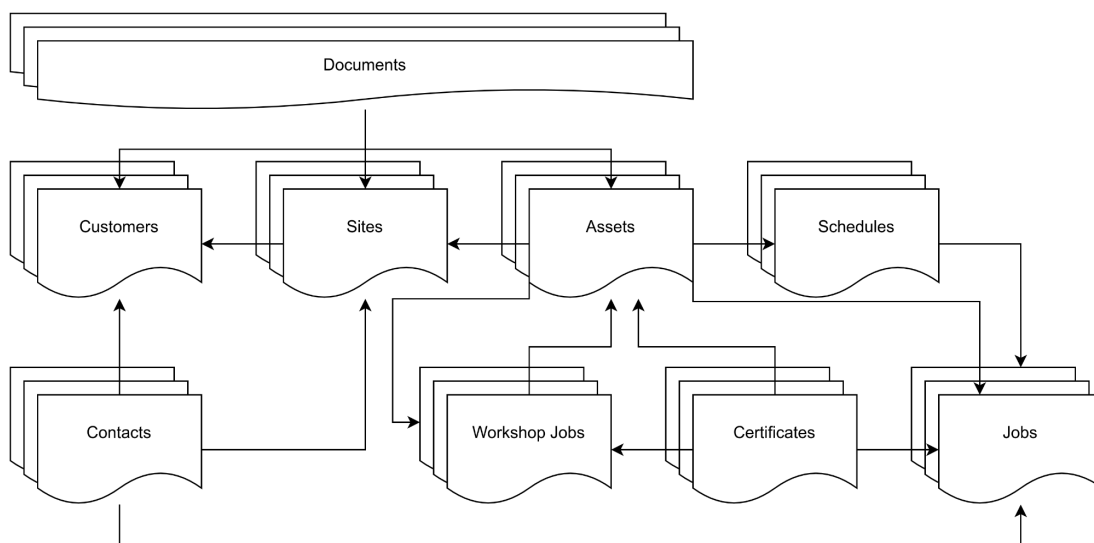 Documents
Customers
Sites
Assets
Schedules
Contacts
Workshop Jobs
Certificates
Jobs